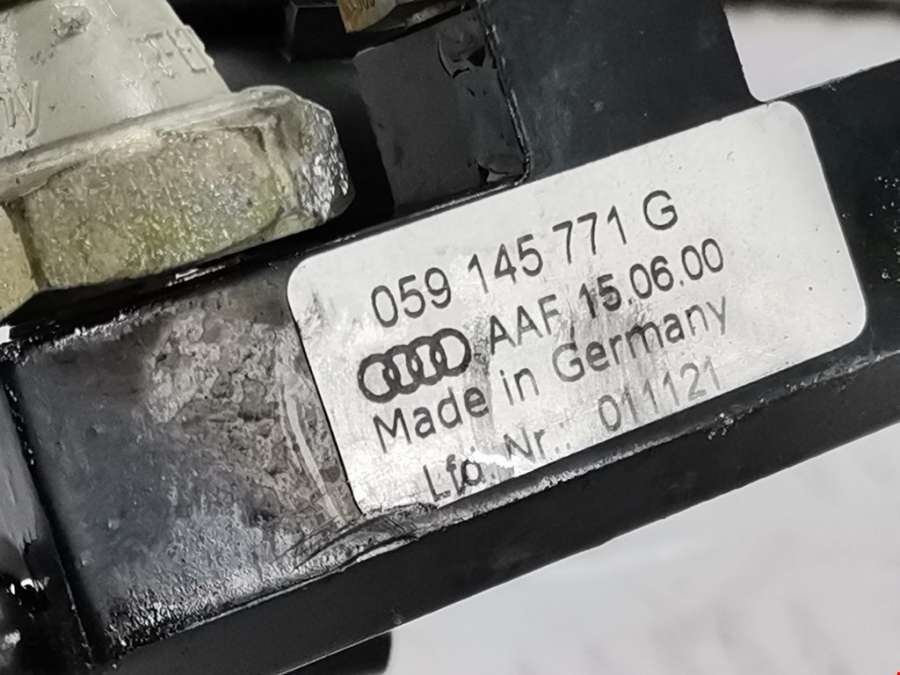 059 145 771 G
AAF, 15.06.00
Made in Germany
Lfd. Nr.: 011121